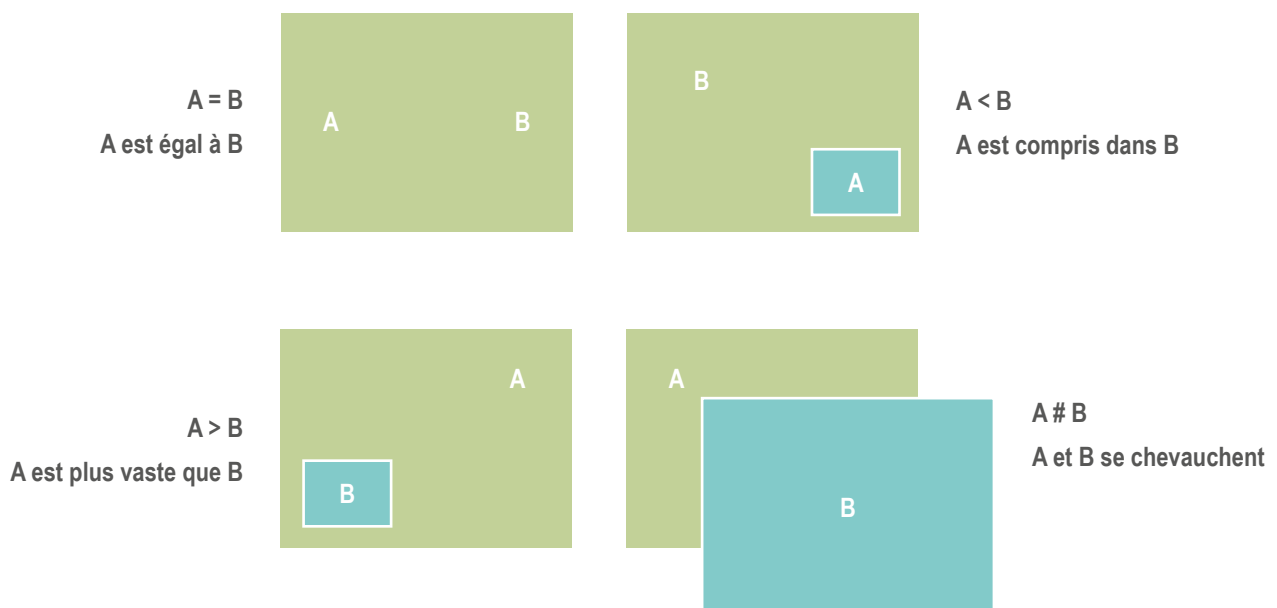 A = B
A est égal à B
A
B
B
A
A < B
A est compris dans B
A > B
A est plus vaste que B
A
B
A
B
A # B
A et B se chevauchent